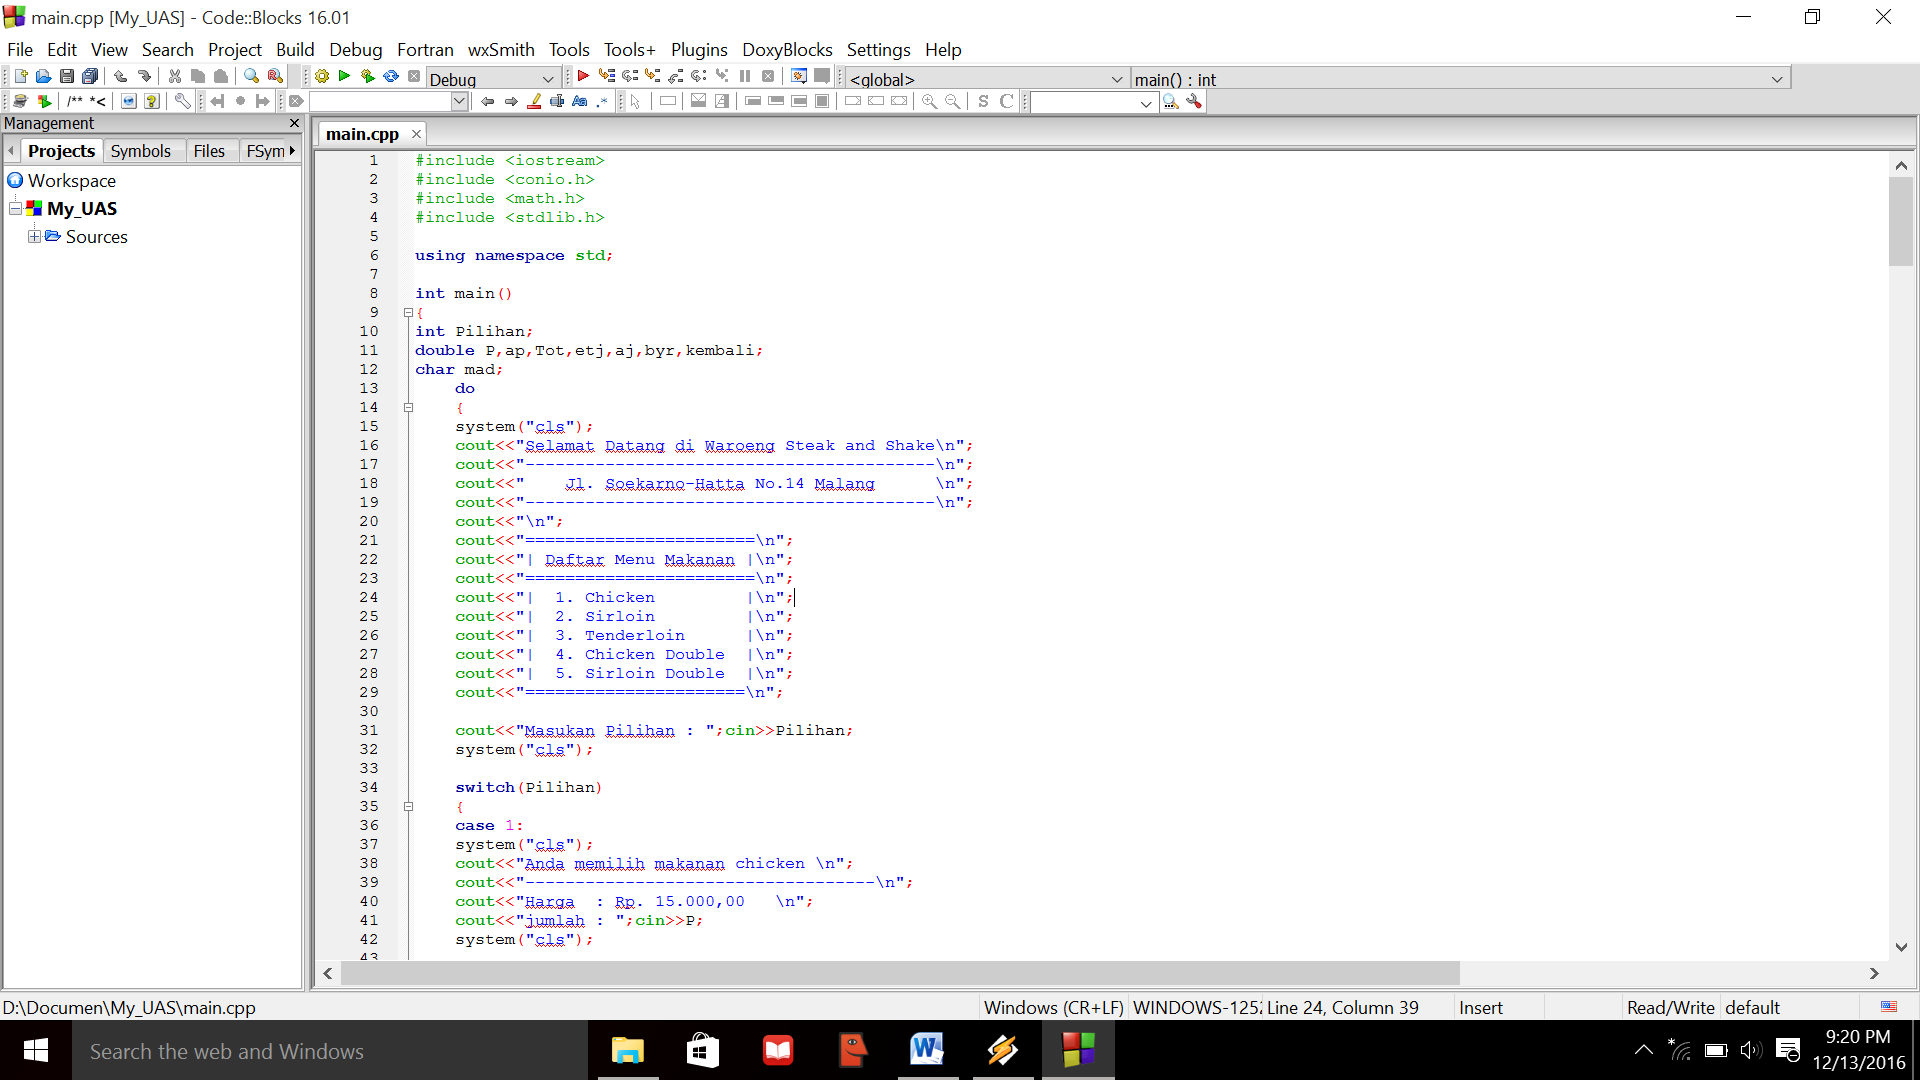 main.cpp [My_UAS] - Code::Blocks 16.01
File Edit View Search Project Build Debug Fortran wxSmith Tools Tools+ Plugins DoxyBlocks Settings Help
Debug <global> main() : int
/** *<
Management
main.cpp
Projects Symbols Files FSym
Workspace
My_UAS
Sources
1 #include <iostream>
2 #include <conio.h>
3 #include <math.h>
4 #include <stdlib.h>
5
6 using namespace std;
7
8 int main()
9 {
10 int Pilihan;
11 double P,ap,Tot,etj,aj,byr,kembali;
12 char mad;
13     do
14     {
15     system("cls");
16     cout<<"Selamat Datang di Waroeng Steak and Shake\n";
17     cout<<"-----------------------------------------\n";
18     cout<<"    Jl. Soekarno-Hatta No.14 Malang      \n";
19     cout<<"-----------------------------------------\n";
20     cout<<"\n";
21     cout<<"=======================\n";
22     cout<<"| Daftar Menu Makanan |\n";
23     cout<<"=======================\n";
24     cout<<"|  1. Chicken         |\n";
25     cout<<"|  2. Sirloin         |\n";
26     cout<<"|  3. Tenderloin      |\n";
27     cout<<"|  4. Chicken Double  |\n";
28     cout<<"|  5. Sirloin Double  |\n";
29     cout<<"======================\n";
30
31     cout<<"Masukan Pilihan : ";cin>>Pilihan;
32     system("cls");
33
34     switch(Pilihan)
35     {
36     case 1:
37     system("cls");
38     cout<<"Anda memilih makanan chicken \n";
39     cout<<"-----------------------------------\n";
40     cout<<"Harga  : Rp. 15.000,00   \n";
41     cout<<"jumlah : ";cin>>P;
42     system("cls");
43
D:\Documen\My_UAS\main.cpp Windows (CR+LF) WINDOWS-1252 Line 24, Column 39 Insert Read/Write default
Search the web and Windows
9:20 PM
12/13/2016